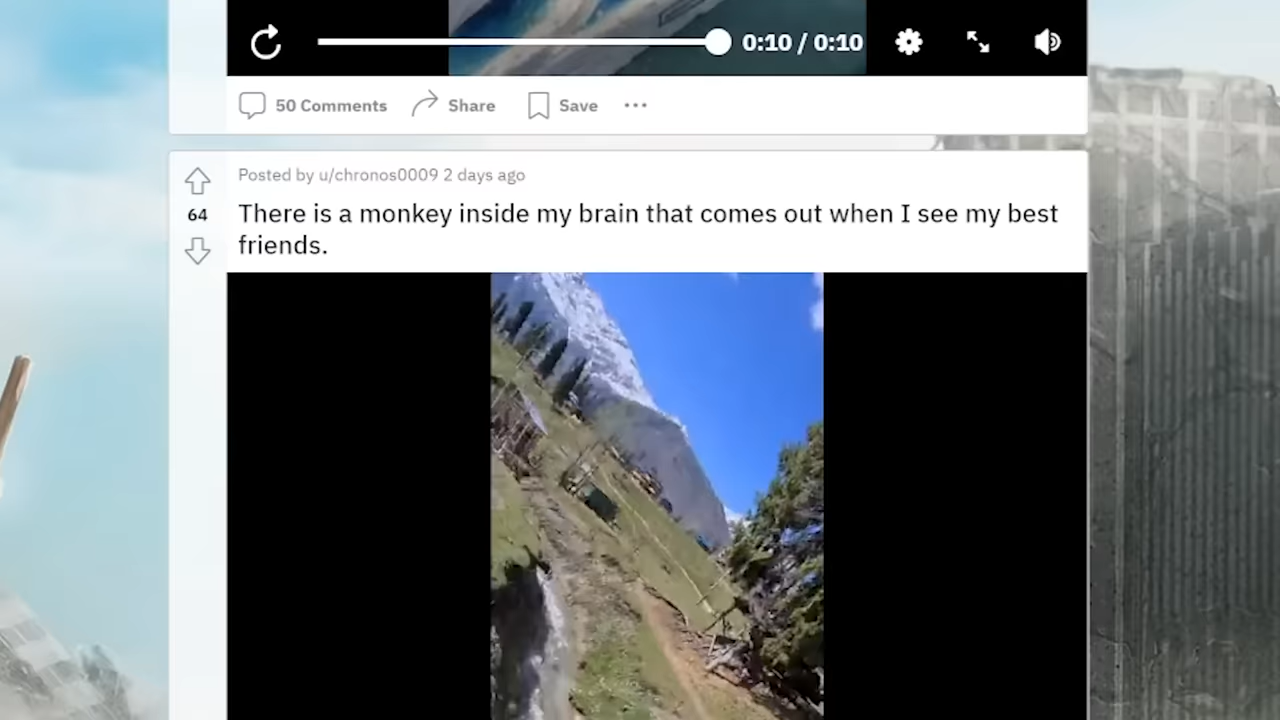 0:10 / 0:10
50 Comments Share Save
Posted by u/chronos0009 2 days ago
64
There is a monkey inside my brain that comes out when I see my best
friends.